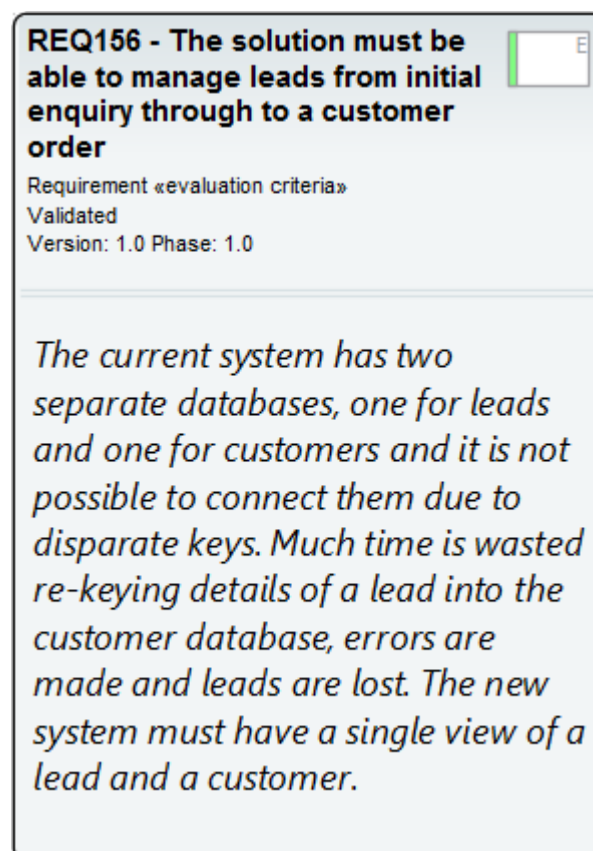 REQ156 - The solution must be
able to manage leads from initial
enquiry through to a customer
order
E
Requirement «evaluation criteria»
Validated
Version: 1.0 Phase: 1.0
The current system has two
separate databases, one for leads
and one for customers and it is not
possible to connect them due to
disparate keys. Much time is wasted
re-keying details of a lead into the
customer database, errors are
made and leads are lost. The new
system must have a single view of a
lead and a customer.